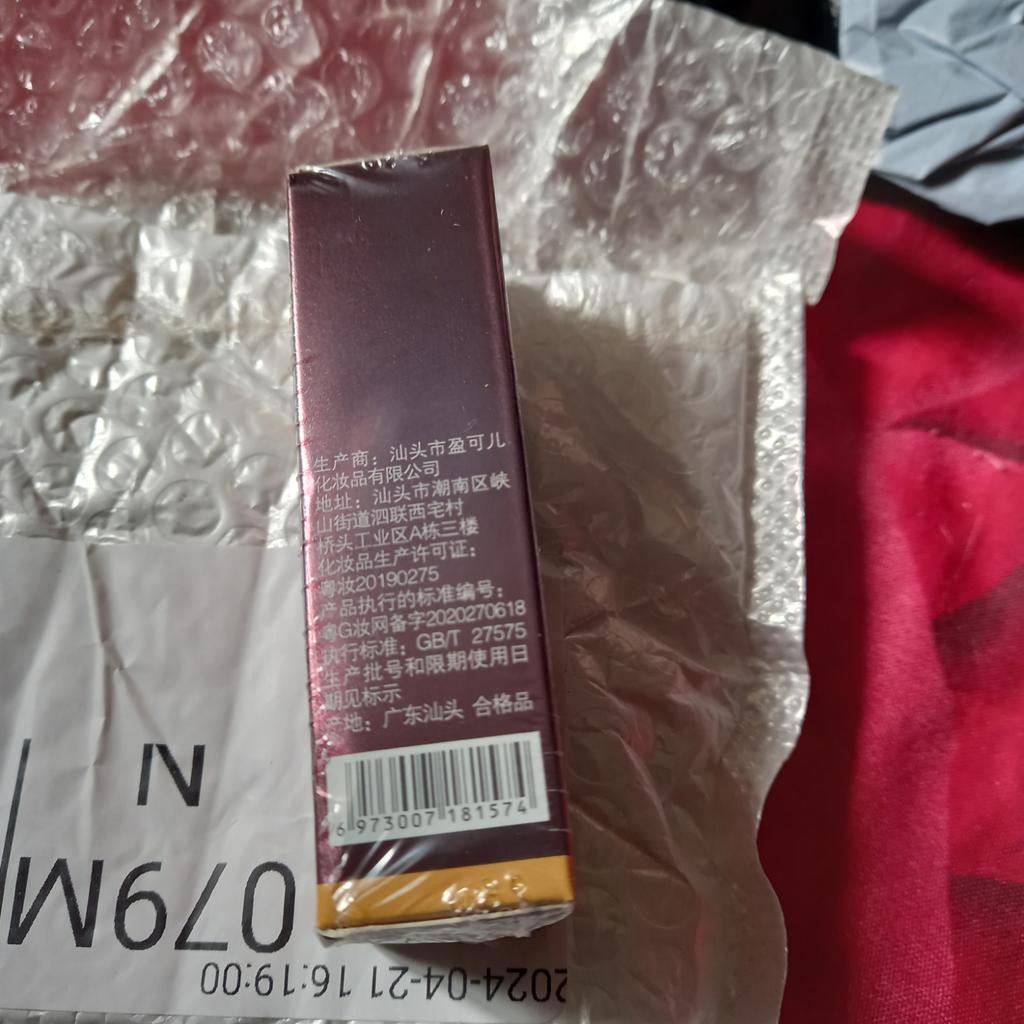 生产商：汕头市盈可儿
化妆品有限公司
地址：汕头市潮南区峡
山街道泗联西宅村
桥头工业区A栋三楼
化妆品生产许可证：
粤妆20190275
产品执行的标准编号：
粤G妆网备字2020270618
执行标准：GB/T 27575
生产批号和限期使用日
期见标示
产地：广东汕头 合格品
6 973007 181574
N
079M
2024-04-21 16:19:00